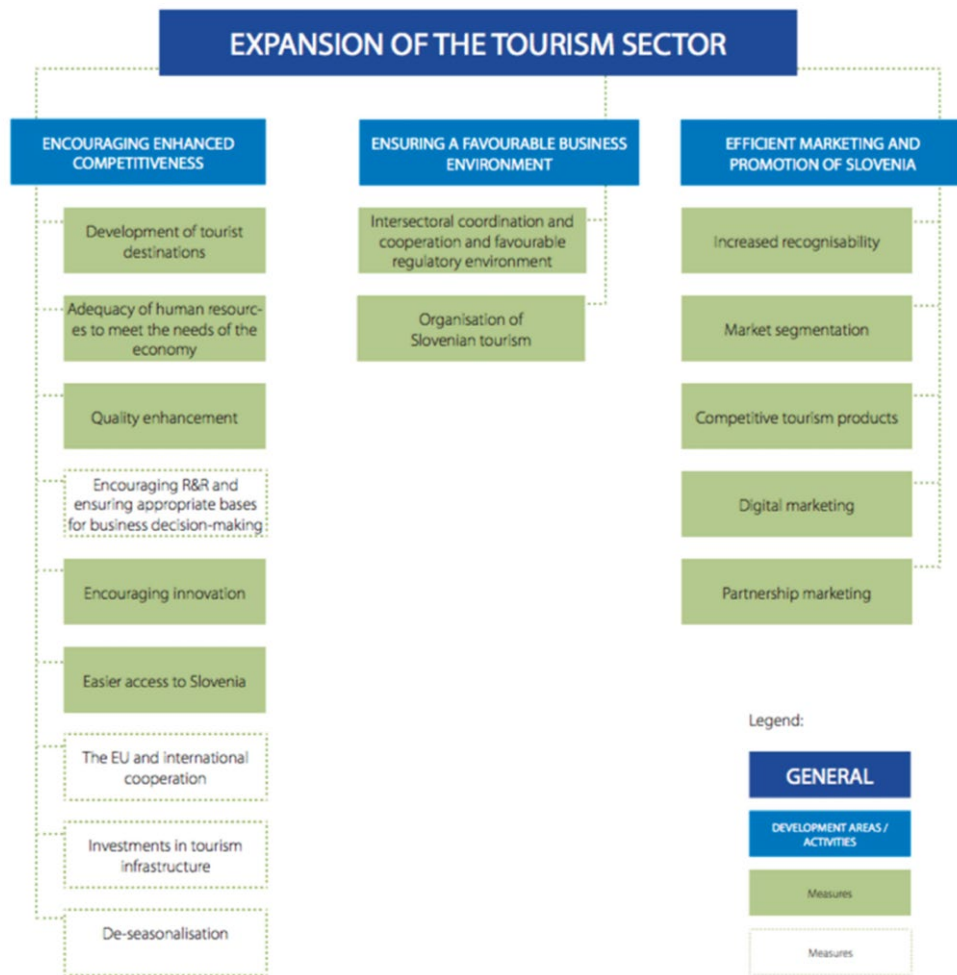 EXPANSION OF THE TOURISM SECTOR
ENCOURAGING ENHANCED
COMPETITIVENESS
Development of tourist
destinations
Adequacy of human resourc-
es to meet the needs of the
economy
Quality enhancement
Encouraging R&R and
ensuring appropriate bases
for business decision-making
Encouraging innovation
Easier access to Slovenia
The EU and international
cooperation
Investments in tourism
infrastructure
De-seasonalisation
ENSURING A FAVOURABLE BUSINESS
ENVIRONMENT
Intersectoral coordination and
cooperation and favourable
regulatory environment
Organisation of
Slovenian tourism
EFFICIENT MARKETING AND
PROMOTION OF SLOVENIA
Increased recognisability
Market segmentation
Competitive tourism products
Digital marketing
Partnership marketing
Legend:
GENERAL
DEVELOPMENT AREAS /
ACTIVITIES
Measures
Measures